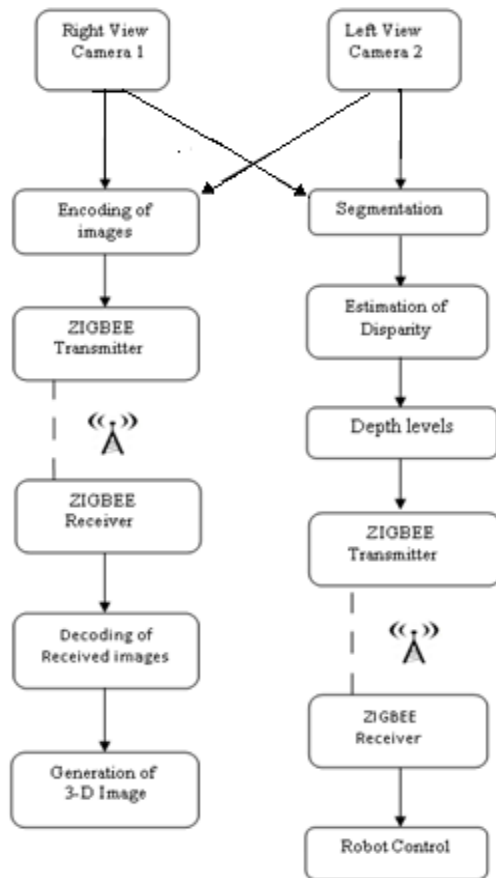 Right View
Camera 1
Left View
Camera 2
Encoding of
images
Segmentation
ZIGBEE
Transmitter
Estimation of
Disparity
Depth levels
ZIGBEE
Receiver
ZIGBEE
Transmitter
Decoding of
Received images
ZIGBEE
Receiver
Generation of
3-D Image
Robot Control